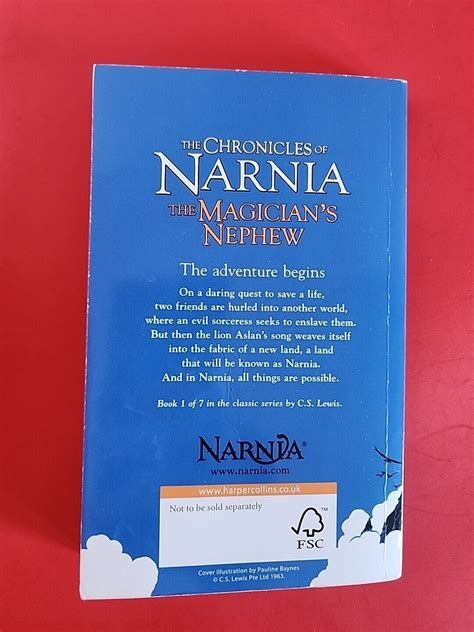 THE CHRONICLES OF
NARNIA
THE MAGICIAN'S
NEPHEW
The adventure begins
On a daring quest to save a life,
two friends are hurled into another world,
where an evil sorceress seeks to enslave them.
But then the lion Aslan's song weaves itself
into the fabric of a new land, a land
that will be known as Narnia.
And in Narnia, all things are possible.
Book 1 of 7 in the classic series by C.S. Lewis.
NARNIA®
www.narnia.com
www.harpercollins.co.uk
Not to be sold separately
™
FSC
Cover illustration by Pauline Baynes
© C.S. Lewis Pte Ltd 1963.